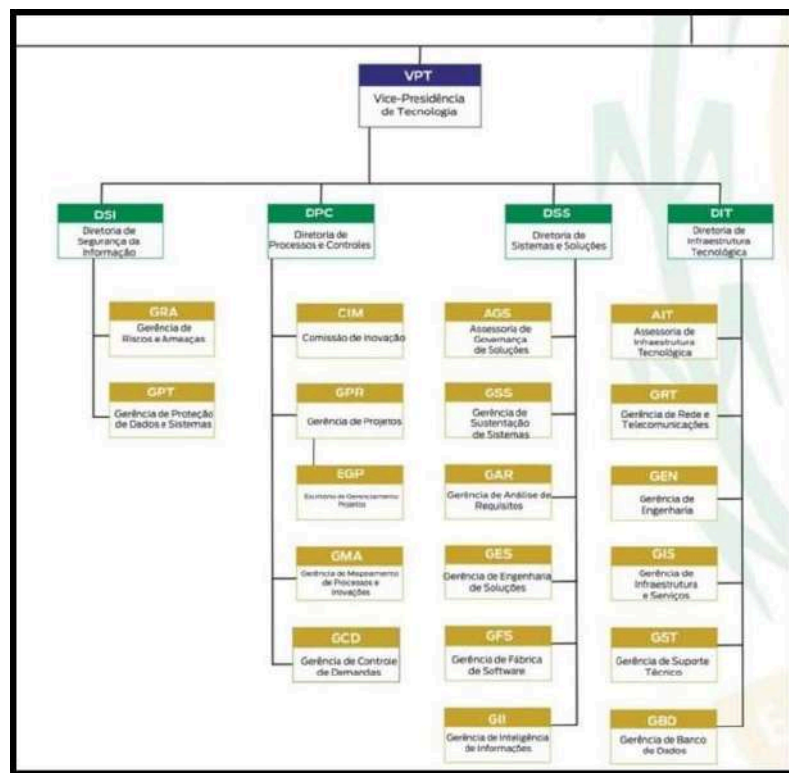 VPT
Vice-Presidência
de Tecnologia
DSI
Diretoria de
Segurança da
Informação
GRA
Gerência de
Riscos e Ameaças
GPT
Gerência de Proteção
de Dados e Sistemas
DPC
Diretoria de
Processos e Controles
CIM
Comissão de Inovação
GPR
Gerência de Projetos
EGP
Escritório de Gerenciamento
Projetos
GMA
Gerência de Mapeamento
de Processos e
Inovações
GCD
Gerência de Controle
de Demandas
DSS
Diretoria de
Sistemas e Soluções
AGS
Assessoria de
Governança
de Soluções
GSS
Gerência de
Sustentação
de Sistemas
GAR
Gerência de Análise de
Requisitos
GES
Gerência de Engenharia
de Soluções
GFS
Gerência de Fábrica
de Software
GII
Gerência de Inteligência
de Informações
DIT
Diretoria de
Infraestrutura
Tecnológica
AIT
Assessoria de
Infraestrutura
Tecnológica
GRT
Gerência de Rede e
Telecomunicações
GEN
Gerência de
Engenharia
GIS
Gerência de
Infraestrutura
e Serviços
GST
Gerência de Suporte
Técnico
GBD
Gerência de Banco
de Dados